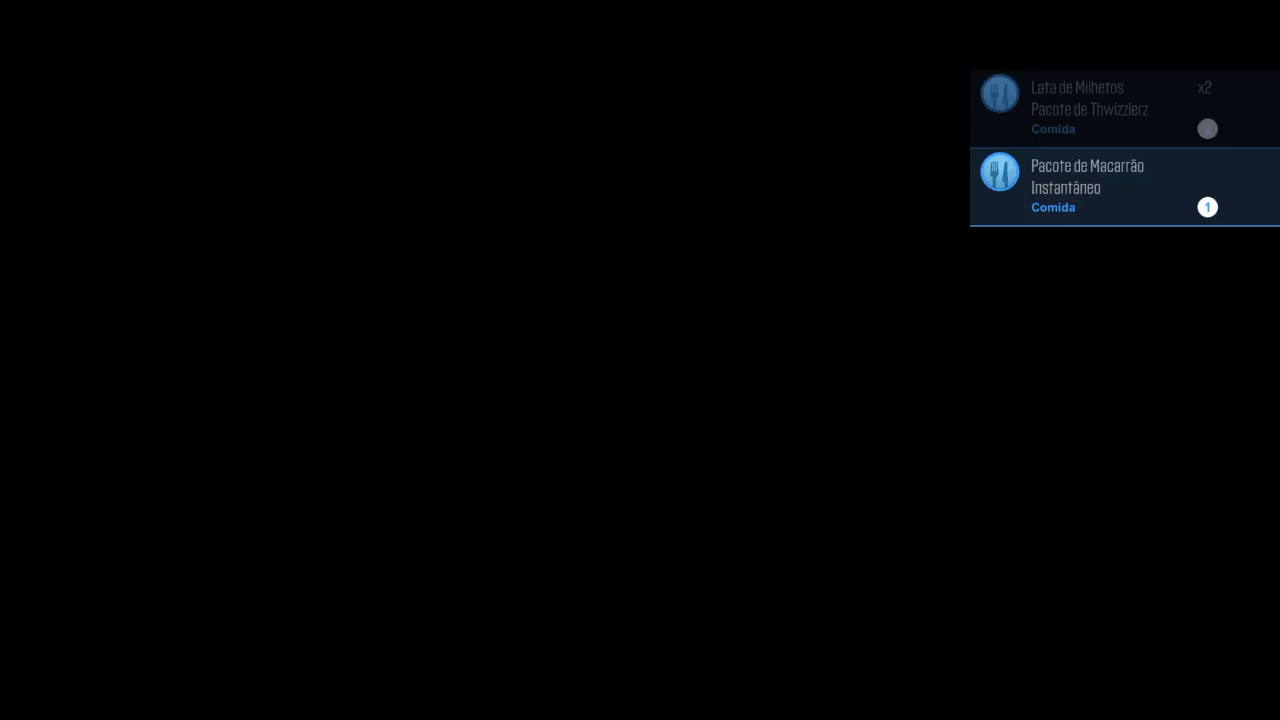 Lata de Milhetos x2
Pacote de Thwizzlerz
Comida
Pacote de Macarrão
Instantâneo
Comida 1